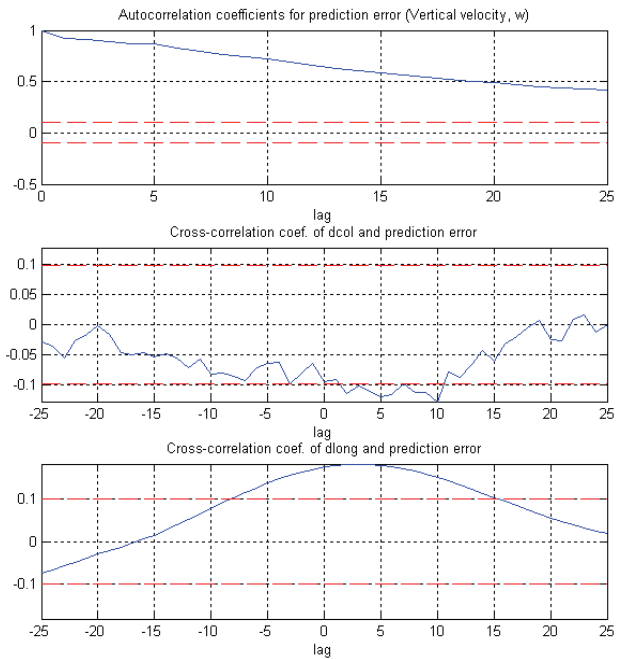 Autocorrelation coefficients for prediction error (Vertical velocity, w)
1
0.5
0
-0.5
0 5 10 15 20 25
lag
Cross-correlation coef. of dcol and prediction error
0.1
0.05
0
-0.05
-0.1
-25 -20 -15 -10 -5 0 5 10 15 20 25
lag
Cross-correlation coef. of dlong and prediction error
0.1
0
-0.1
-25 -20 -15 -10 -5 0 5 10 15 20 25
lag